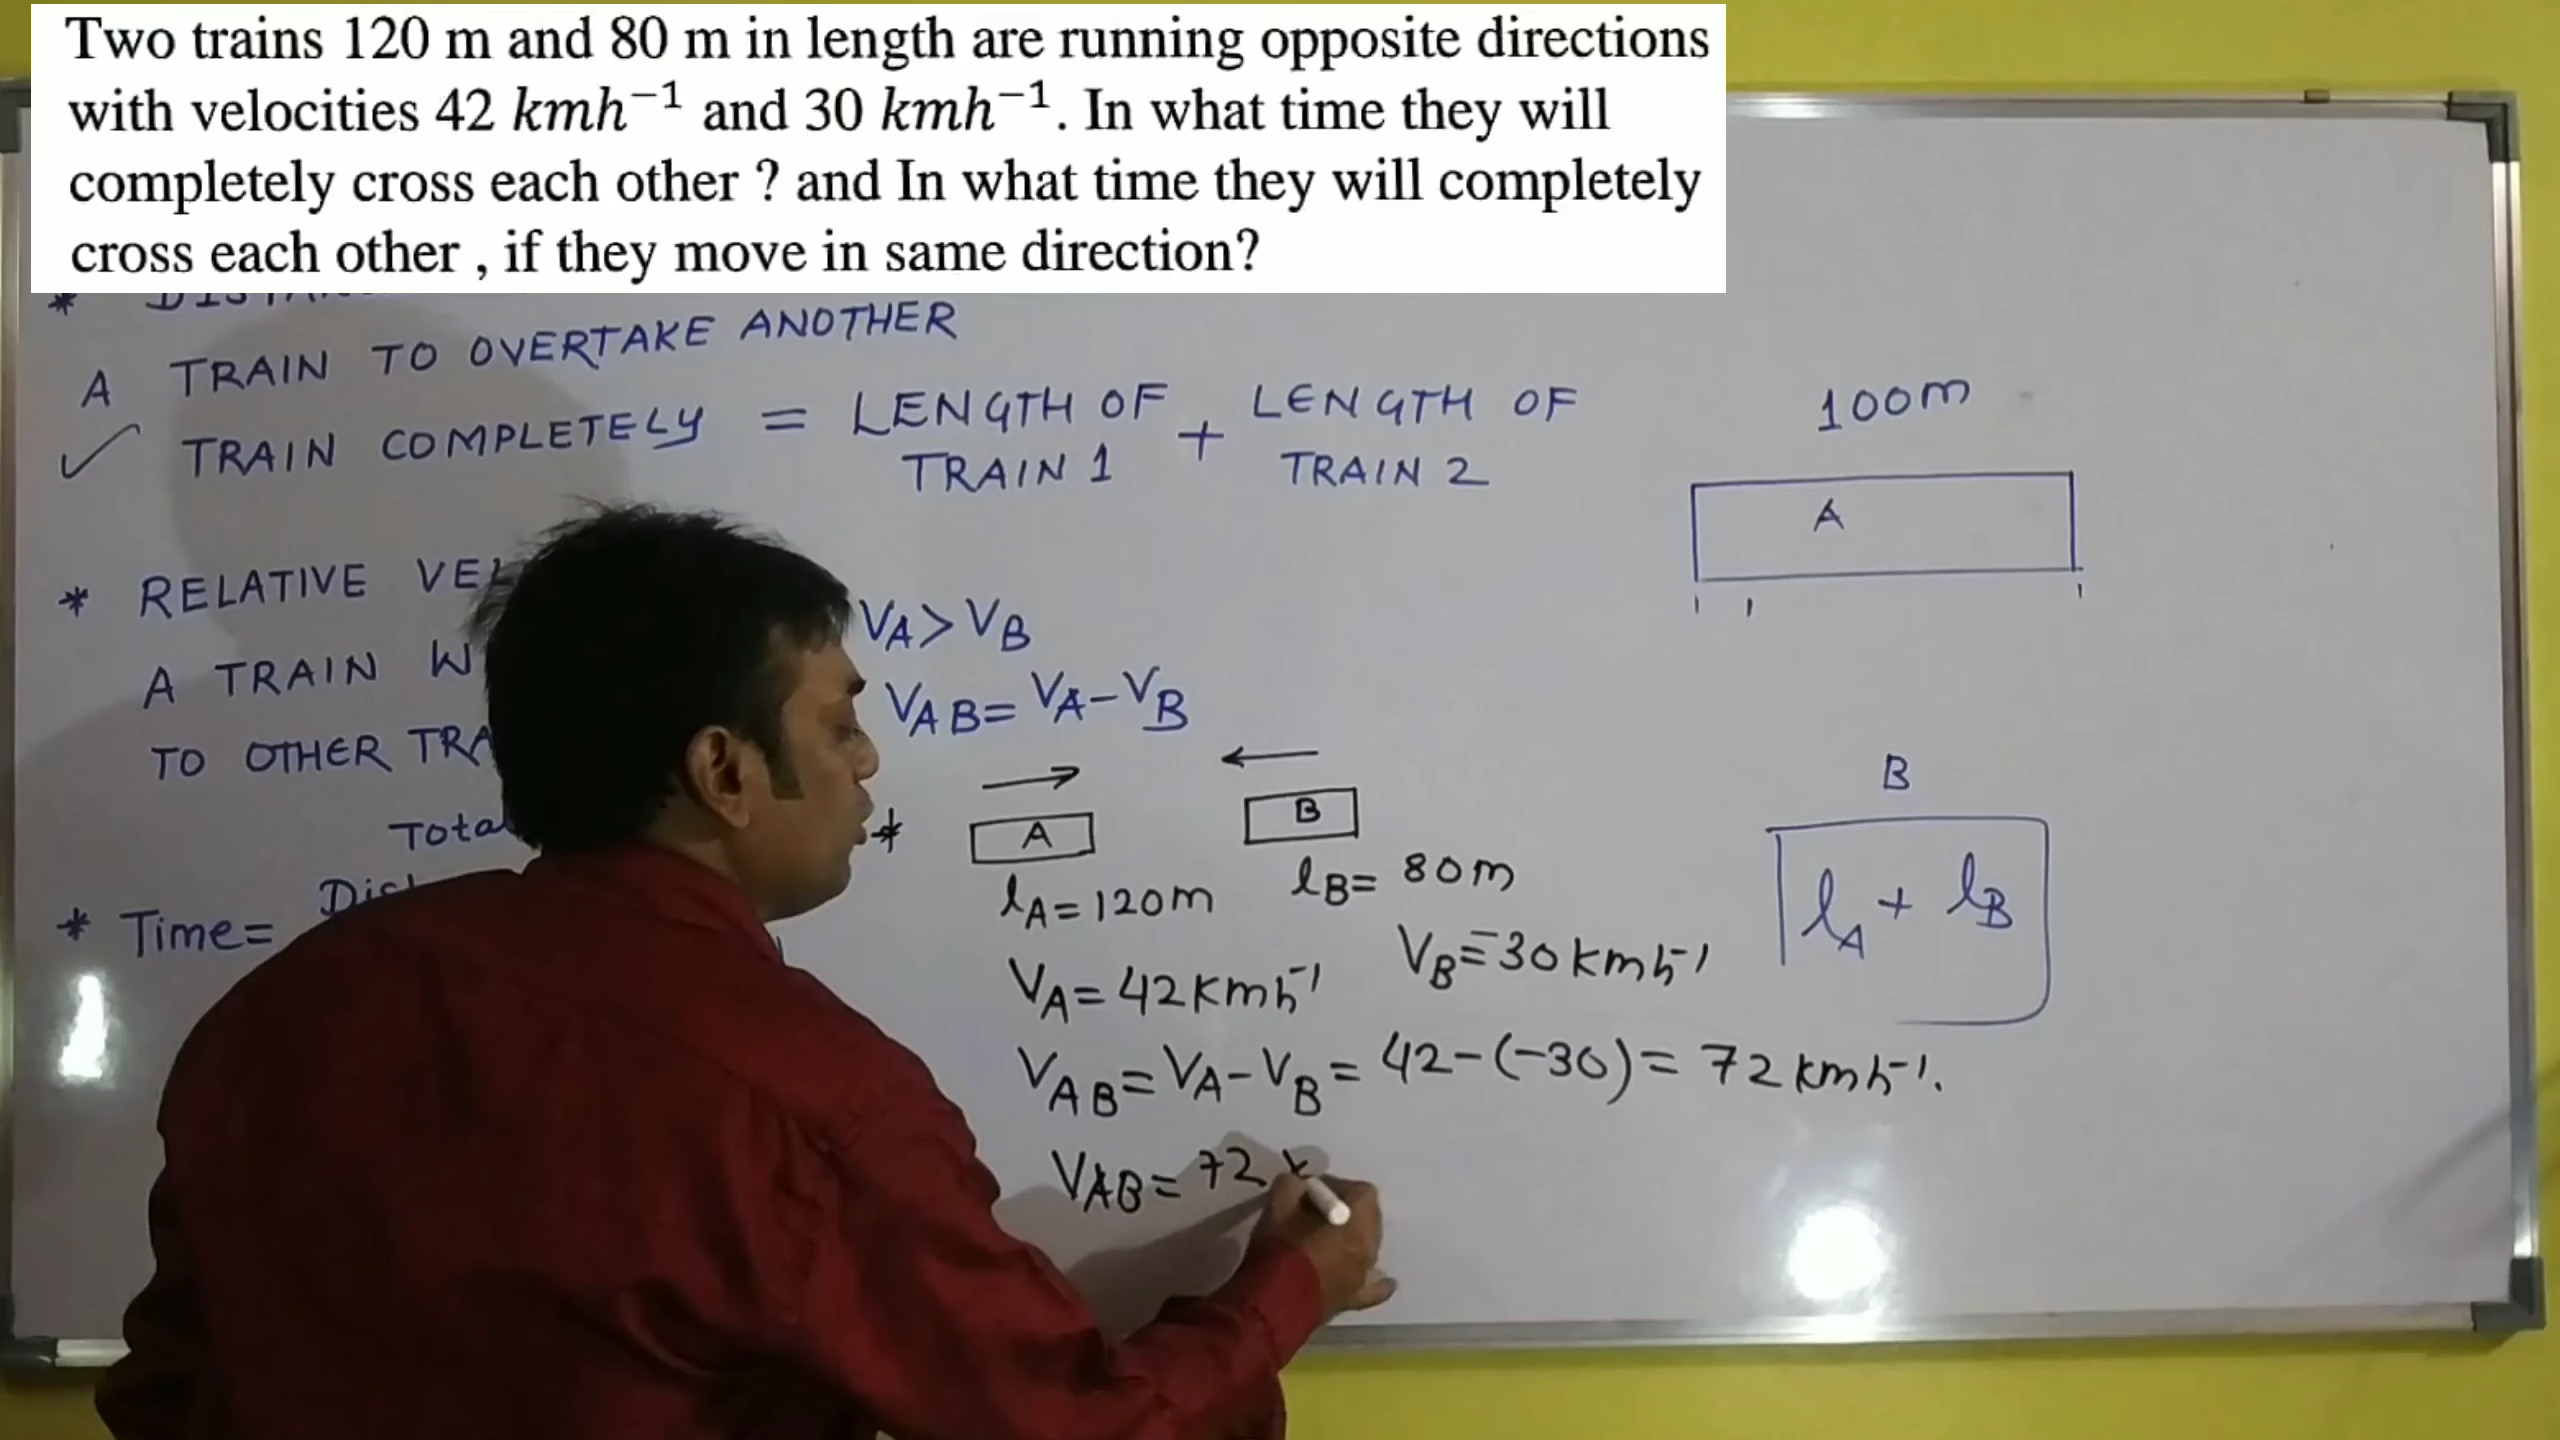 Two trains 120 m and 80 m in length are running opposite directions
with velocities 42 kmh⁻¹ and 30 kmh⁻¹. In what time they will
completely cross each other ? and In what time they will completely
cross each other , if they move in same direction?
A TRAIN TO OVERTAKE ANOTHER
✓ TRAIN COMPLETELY = LENGTH OF + LENGTH OF
TRAIN 1 TRAIN 2
100m
A
* RELATIVE
A TRAIN
TO OTHER
* Time=
VA>VB
VAB= VA-VB
→ ←
* A B
lA=120m lB= 80m
VA=42Kmh⁻¹ VB=-30kmh⁻¹
VAB=VA-VB= 42-(-30)= 72kmh⁻¹.
VAB=72
B
lA + lB